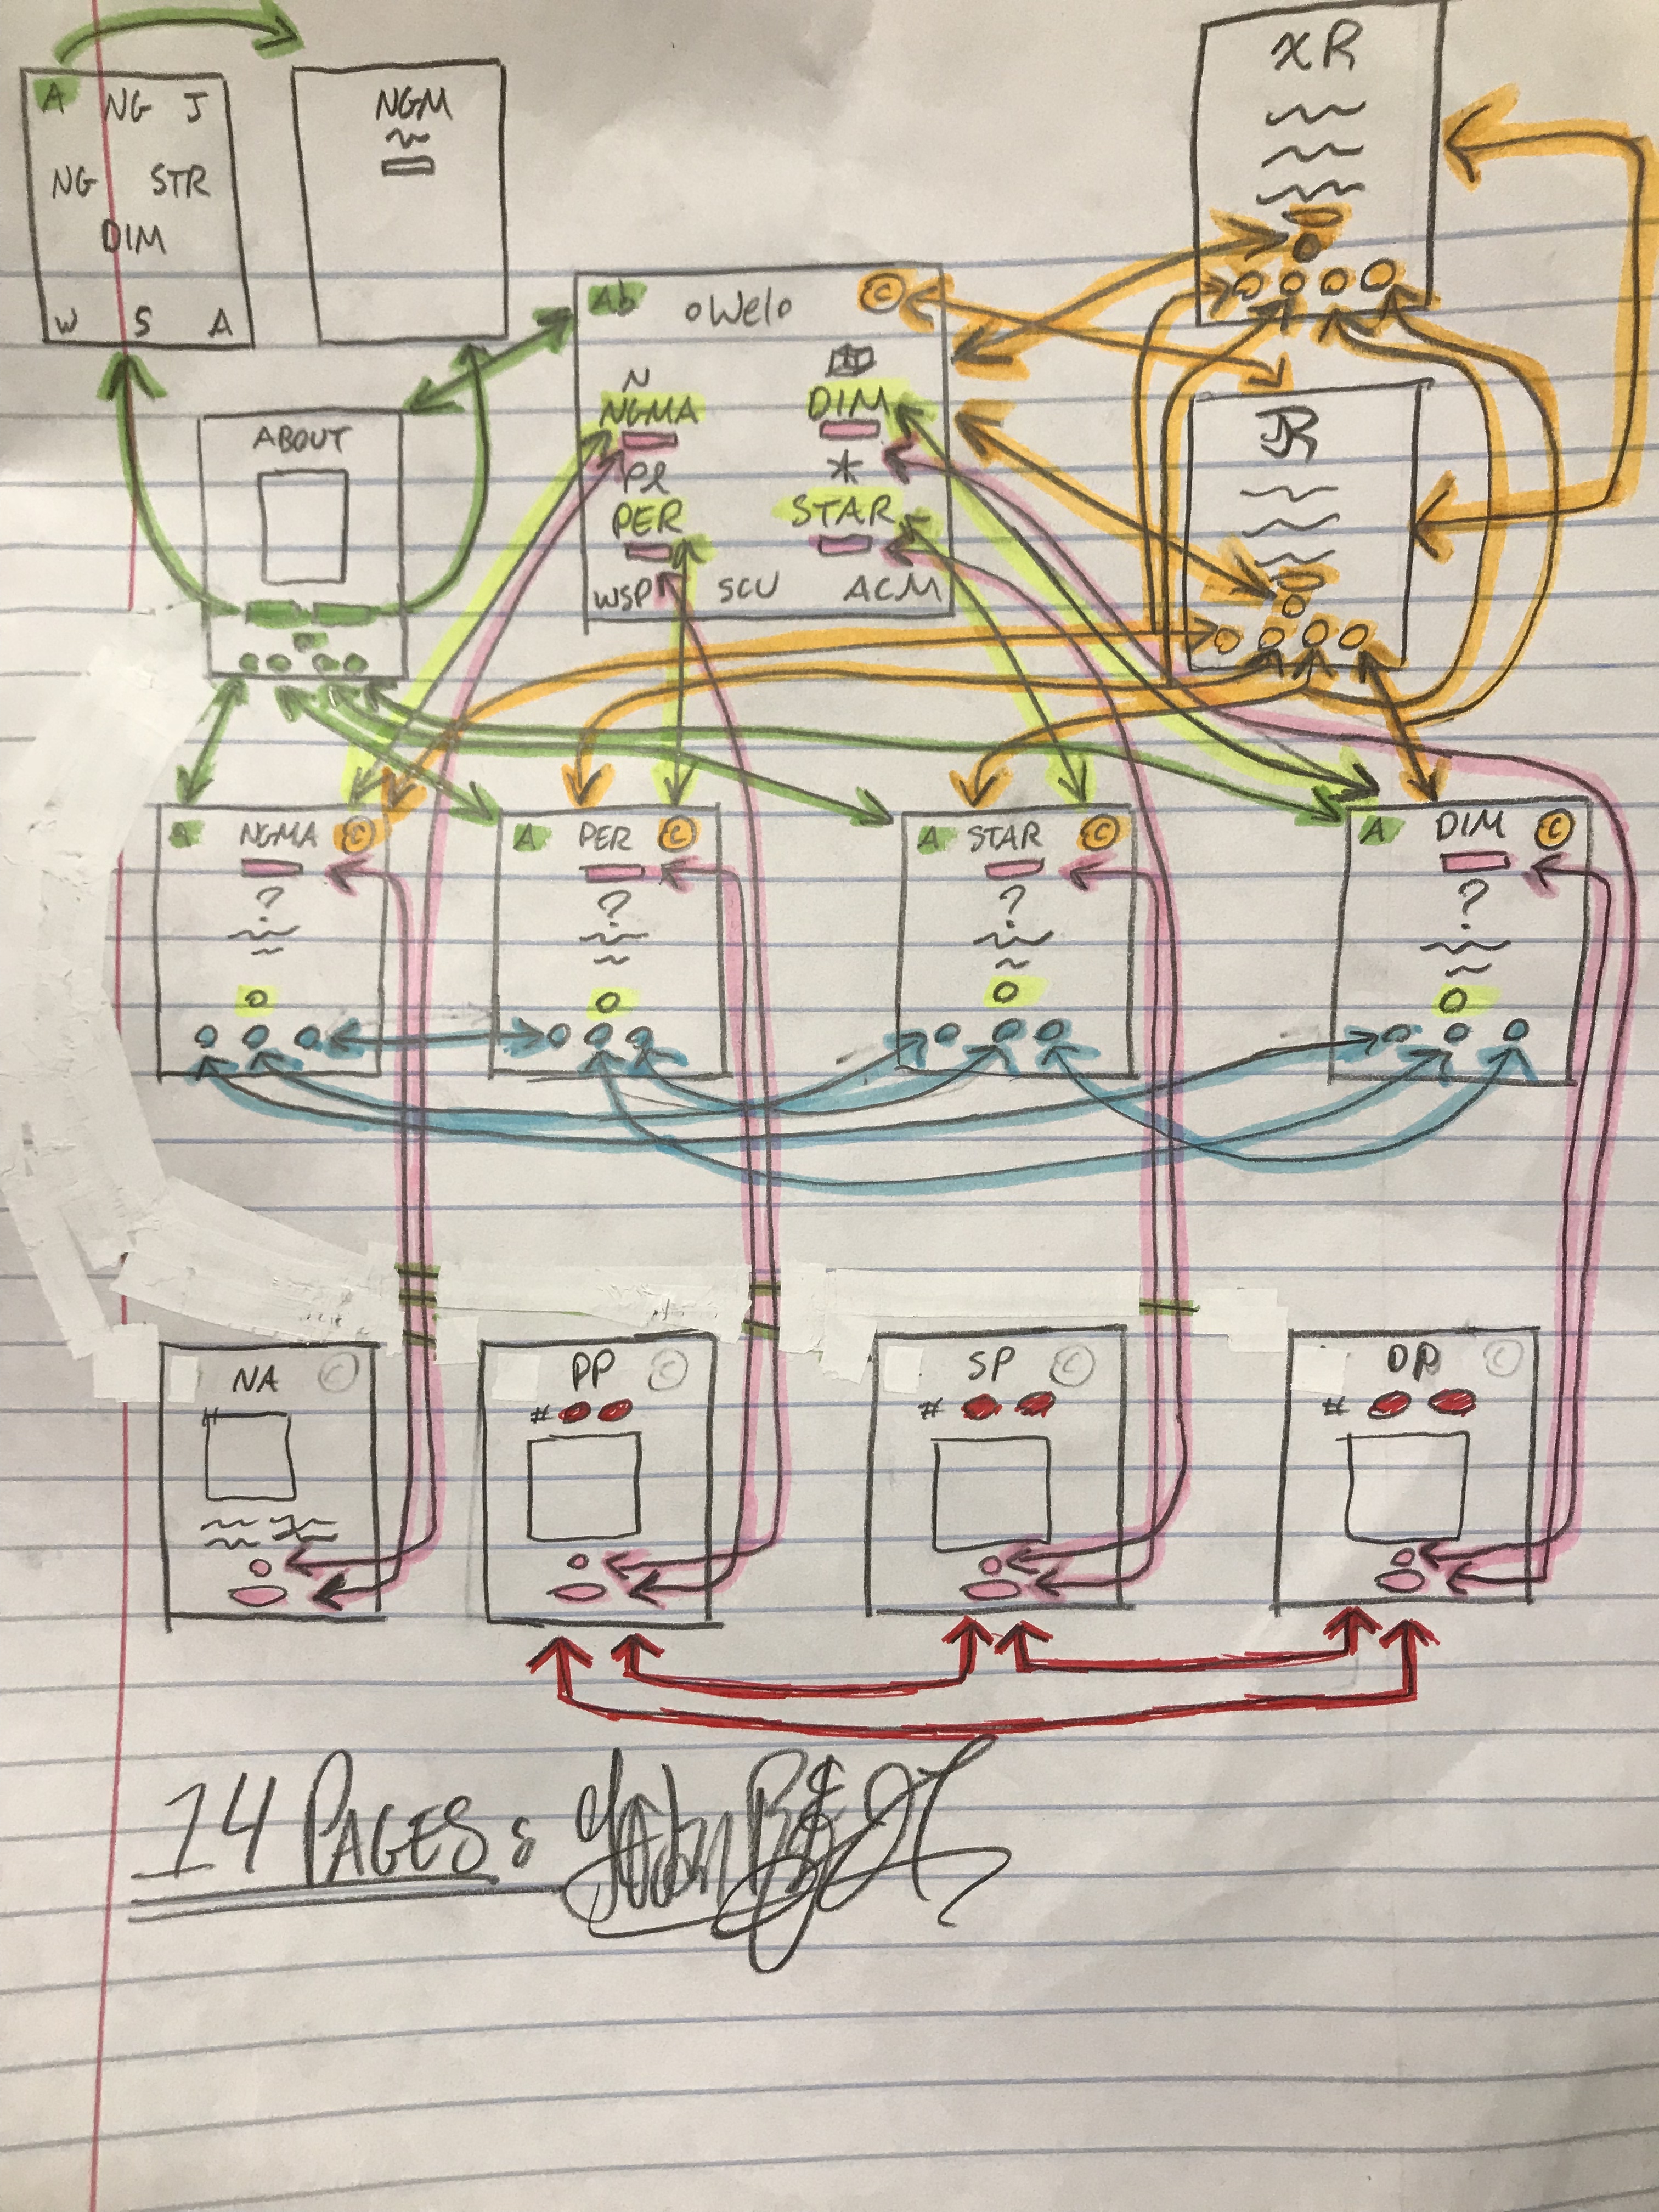 A NG J
NG STR
DIM
W S A
NGM
XR
Ab oWelo ©
N
NGMA DIM
Pl *
PER STAR
WSP SCU ACM
JR
ABOUT
A NGMA ©
?
A PER ©
?
A STAR ©
?
A DIM ©
?
NA ©
PP ©
#
SP ©
#
DP ©
#
14 PAGES: